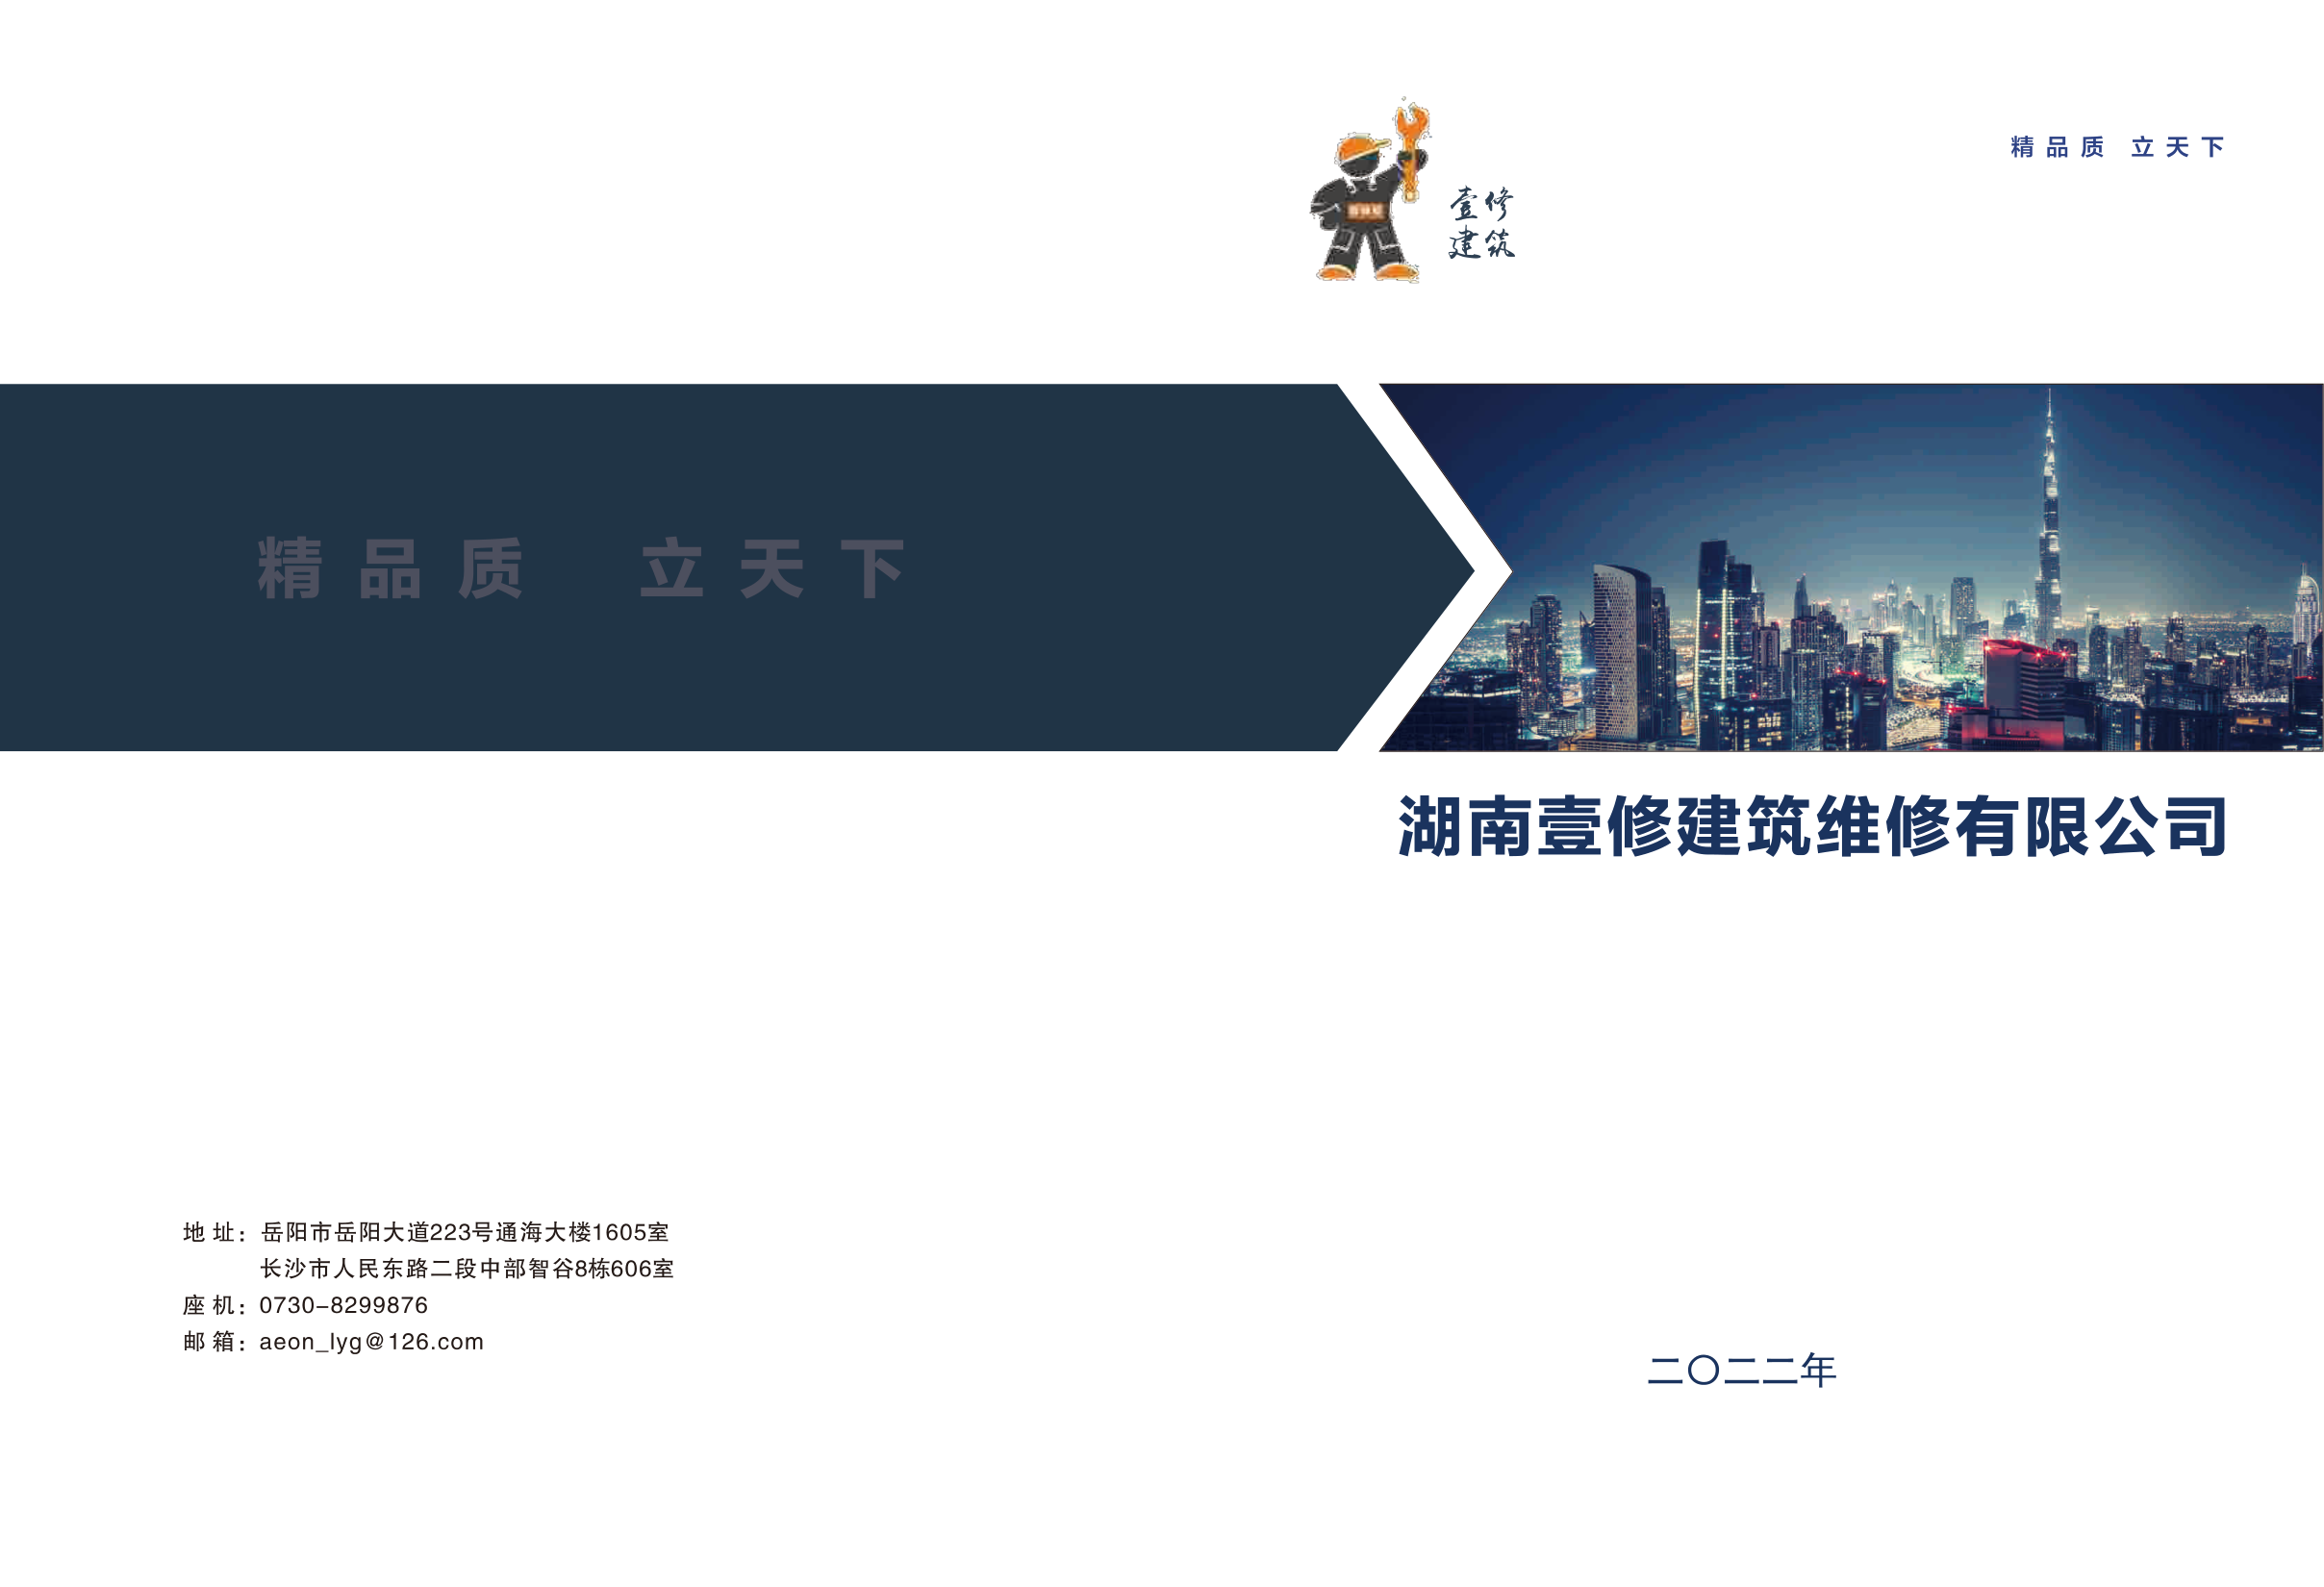 精品质 立天下
壹修
建筑
精品质 立天下
湖南壹修建筑维修有限公司
地 址：岳阳市岳阳大道223号通海大楼1605室
长沙市人民东路二段中部智谷8栋606室
座 机：0730-8299876
邮 箱：aeon_lyg@126.com
二〇二二年